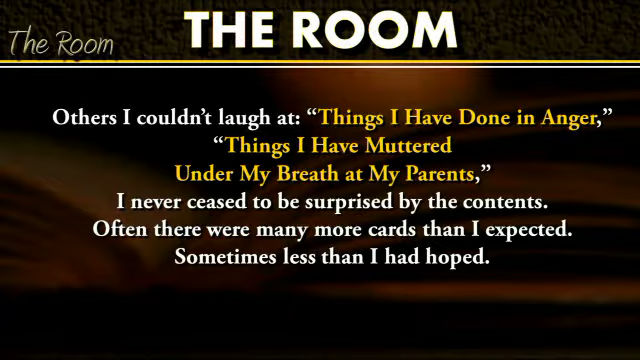 The Room
THE ROOM
Others I couldn’t laugh at: “Things I Have Done in Anger,”
“Things I Have Muttered
Under My Breath at My Parents,”
I never ceased to be surprised by the contents.
Often there were many more cards than I expected.
Sometimes less than I had hoped.